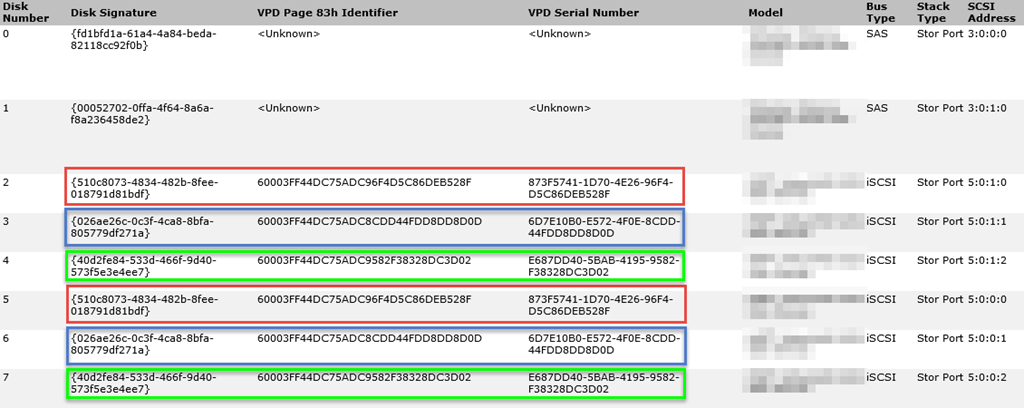 Disk Number Disk Signature VPD Page 83h Identifier VPD Serial Number Model Bus Type Stack Type SCSI Address
0 {fd1bfd1a-61a4-4a84-beda- <Unknown> <Unknown> SAS Stor Port 3:0:0:0
82118cc92f0b}
1 {00052702-0ffa-4f64-8a6a- <Unknown> <Unknown> SAS Stor Port 3:0:1:0
f8a236458de2}
2 {510c8073-4834-482b-8fee- 60003FF44DC75ADC96F4D5C86DEB528F 873F5741-1D70-4E26-96F4- iSCSI Stor Port 5:0:1:0
018791d81bdf} D5C86DEB528F
3 {026ae26c-0c3f-4ca8-8bfa- 60003FF44DC75ADC8CDD44FDD8DD8D0D 6D7E10B0-E572-4F0E-8CDD- iSCSI Stor Port 5:0:1:1
805779df271a} 44FDD8DD8D0D
4 {40d2fe84-533d-466f-9d40- 60003FF44DC75ADC9582F38328DC3D02 E687DD40-5BAB-4195-9582- iSCSI Stor Port 5:0:1:2
573f5e3e4ee7} F38328DC3D02
5 {510c8073-4834-482b-8fee- 60003FF44DC75ADC96F4D5C86DEB528F 873F5741-1D70-4E26-96F4- iSCSI Stor Port 5:0:0:0
018791d81bdf} D5C86DEB528F
6 {026ae26c-0c3f-4ca8-8bfa- 60003FF44DC75ADC8CDD44FDD8DD8D0D 6D7E10B0-E572-4F0E-8CDD- iSCSI Stor Port 5:0:0:1
805779df271a} 44FDD8DD8D0D
7 {40d2fe84-533d-466f-9d40- 60003FF44DC75ADC9582F38328DC3D02 E687DD40-5BAB-4195-9582- iSCSI Stor Port 5:0:0:2
573f5e3e4ee7} F38328DC3D02